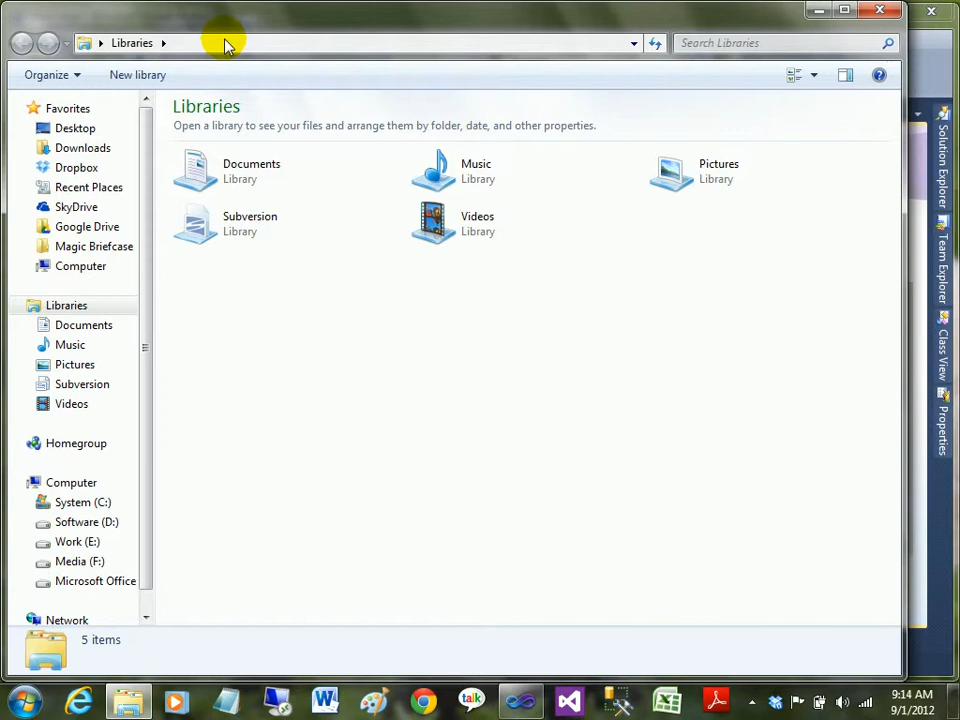 Libraries
Search Libraries
Organize
New library
Solution Explorer
Team Explorer
Class View
Properties
Favorites
Desktop
Downloads
Dropbox
Recent Places
SkyDrive
Google Drive
Magic Briefcase
Computer
Libraries
Documents
Music
Pictures
Subversion
Videos
Homegroup
Computer
System (C:)
Software (D:)
Work (E:)
Media (F:)
Microsoft Office
Network
Libraries
Open a library to see your files and arrange them by folder, date, and other properties.
Documents
Library
Music
Library
Pictures
Library
Subversion
Library
Videos
Library
5 items
talk
9:14 AM
9/1/2012